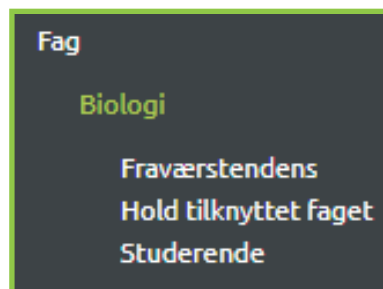 Fag
Biologi
Fraværstendens
Hold tilknyttet faget
Studerende